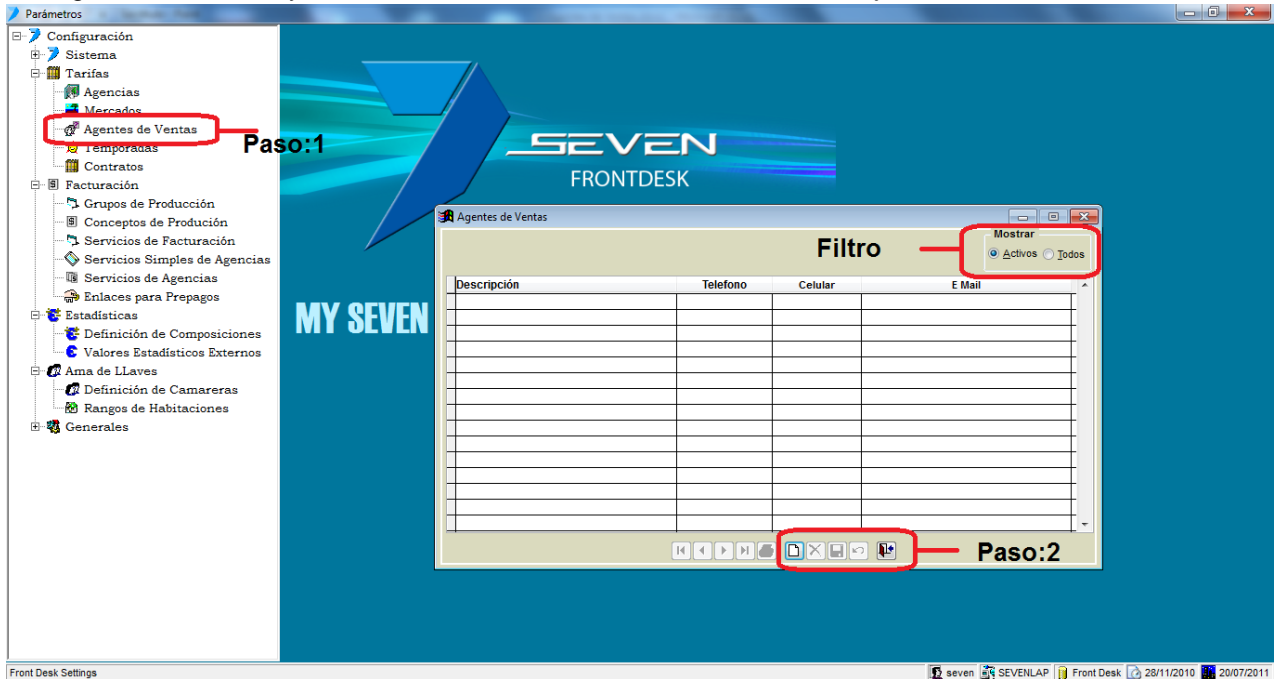 Parámetros
Configuración
Sistema
Tarifas
Agencias
Mercados
Agentes de Ventas
Paso:1
Temporadas
Contratos
Facturación
Grupos de Producción
Conceptos de Produción
Servicios de Facturación
Servicios Simples de Agencias
Servicios de Agencias
Enlaces para Prepagos
Estadísticas
Definición de Composiciones
Valores Estadísticos Externos
Ama de LLaves
Definición de Camareras
Rangos de Habitaciones
Generales
SEVEN
FRONTDESK
MY SEVEN
Agentes de Ventas
Filtro
Mostrar
Activos Todos
Descripción Telefono Celular E Mail
Paso:2
Front Desk Settings seven SEVENLAP Front Desk 28/11/2010 20/07/2011